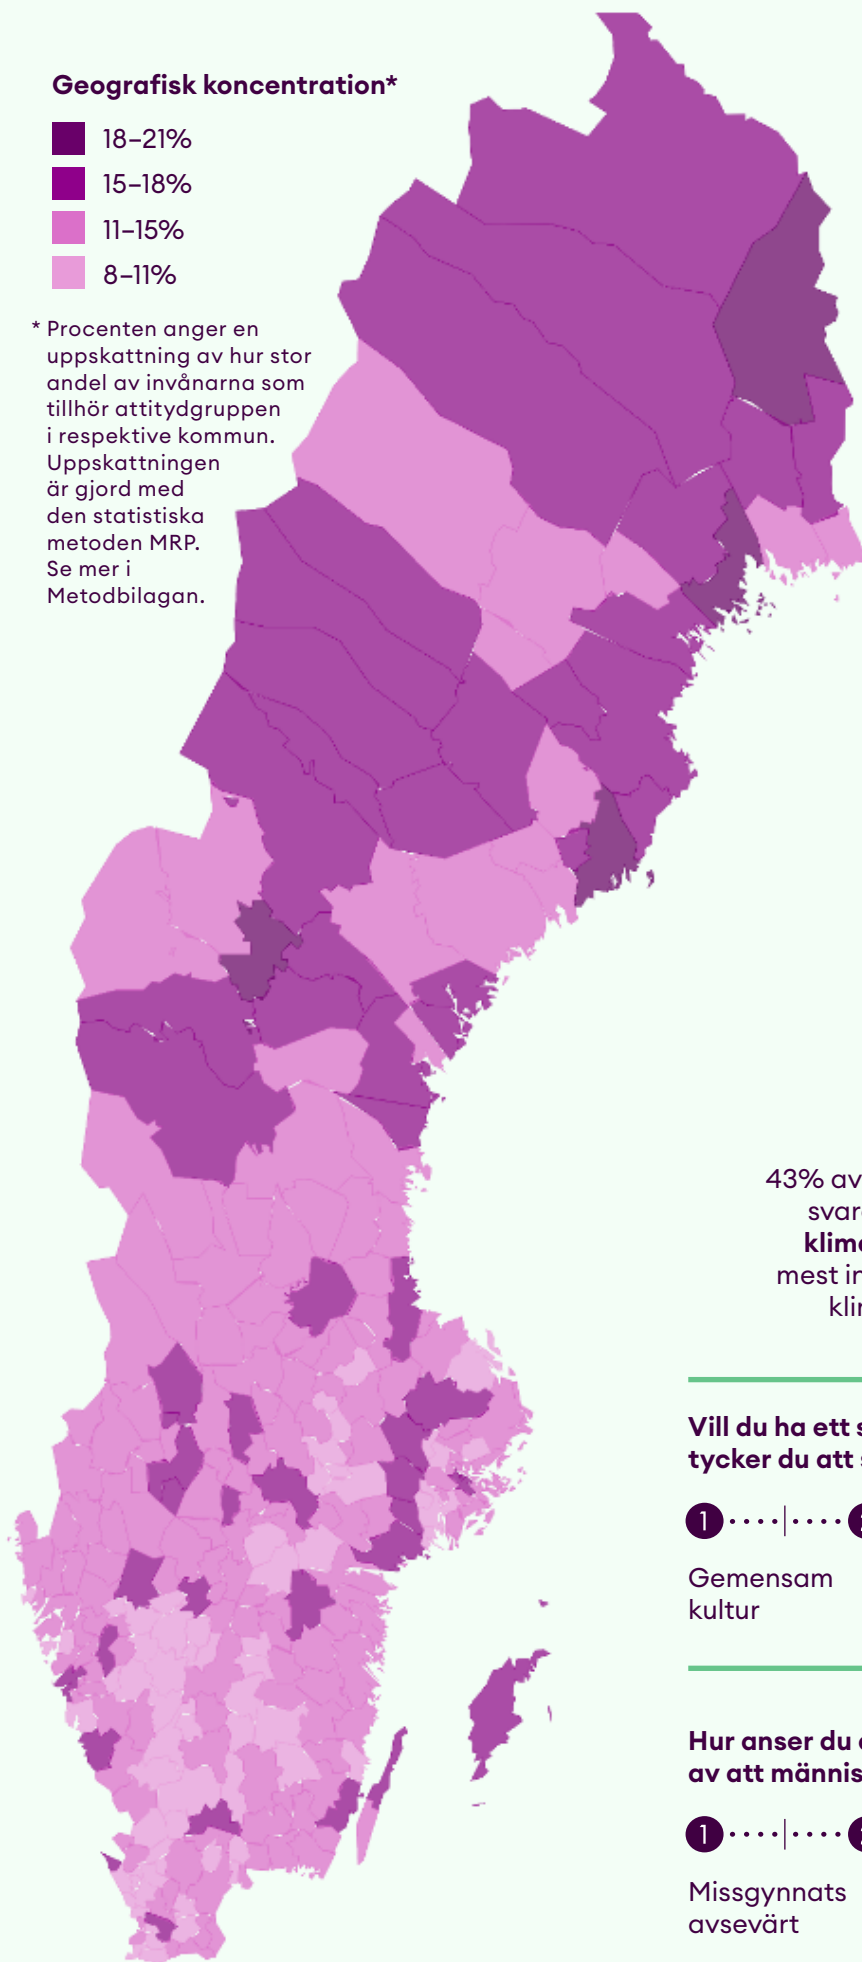 Geografisk koncentration*
18–21%
15–18%
11–15%
8–11%
* Procenten anger en
uppskattning av hur stor
andel av invånarna som
tillhör attitydgruppen
i respektive kommun.
Uppskattningen
är gjord med
den statistiska
metoden MRP.
Se mer i
Metodbilagan.
43% av
mest
Vill du ha ett
tycker du att
1
Gemensam
kultur
Hur anser du
av att
1
Missgynnats
avsevärt